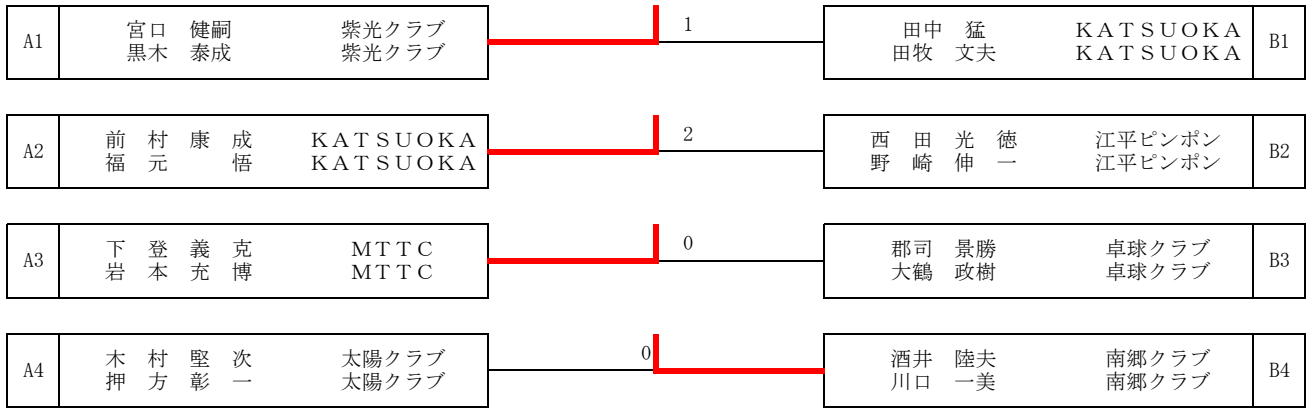 宮口　健嗣　紫光クラブ　1　田中　猛　ＫＡＴＳＵＯＫＡ
A1　B1
黒木　泰成　紫光クラブ　田牧　文夫　ＫＡＴＳＵＯＫＡ
前　村　康　成　ＫＡＴＳＵＯＫＡ　2　西　田　光　徳　江平ピンポン
A2　B2
福　元　　　悟　ＫＡＴＳＵＯＫＡ　野　崎　伸　一　江平ピンポン
下　登　義　克　ＭＴＴＣ　0　郡司　景勝　卓球クラブ
A3　B3
岩　本　充　博　ＭＴＴＣ　大鶴　政樹　卓球クラブ
木　村　堅　次　太陽クラブ　0　酒井　陸夫　南郷クラブ
A4　B4
押　方　彰　一　太陽クラブ　川口　一美　南郷クラブ